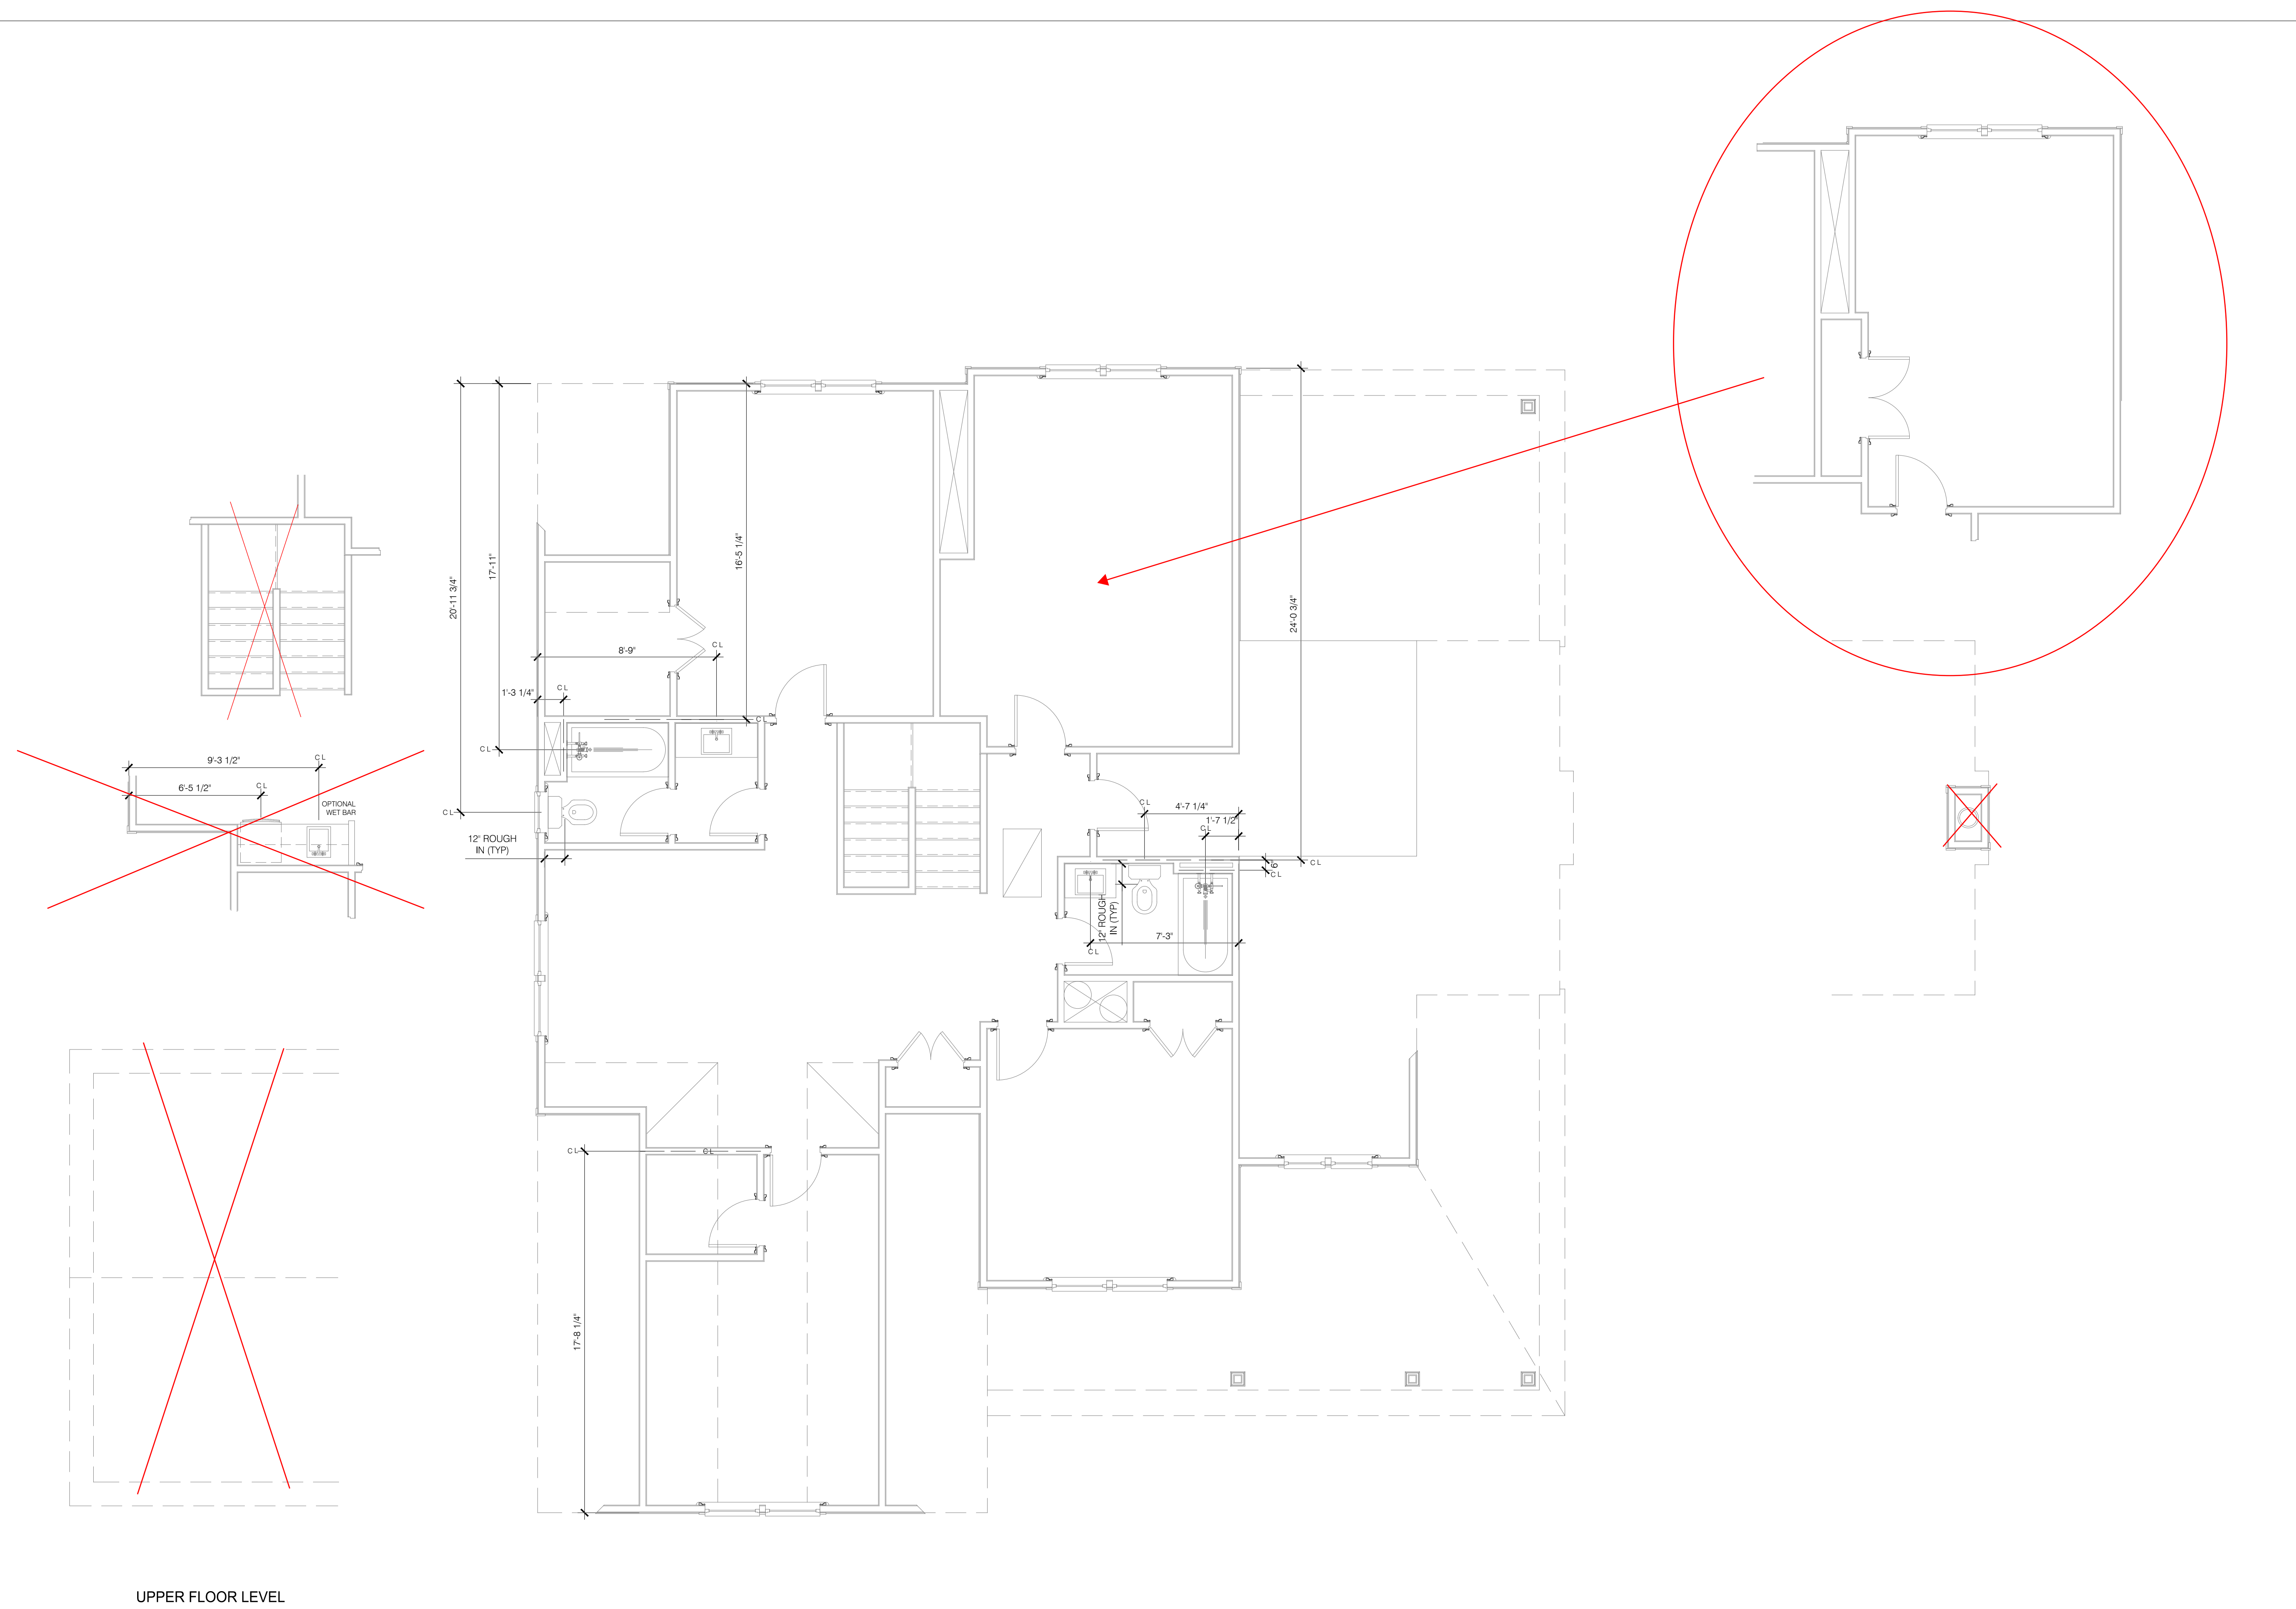 20'-11 3/4"
17'-11"
16'-5 1/4"
24'-0 3/4"
8'-9"
C L
1'-3 1/4"
C L
C L
C L
C L
12" ROUGH
IN (TYP)
9'-3 1/2"
C L
6'-5 1/2"
C L
OPTIONAL
WET BAR
C L
4'-7 1/4"
1'-7 1/2"
C L
C L
6"
C L
12" ROUGH
IN (TYP)
7'-3"
C L
C L
C L
17'-8 1/4"
UPPER FLOOR LEVEL